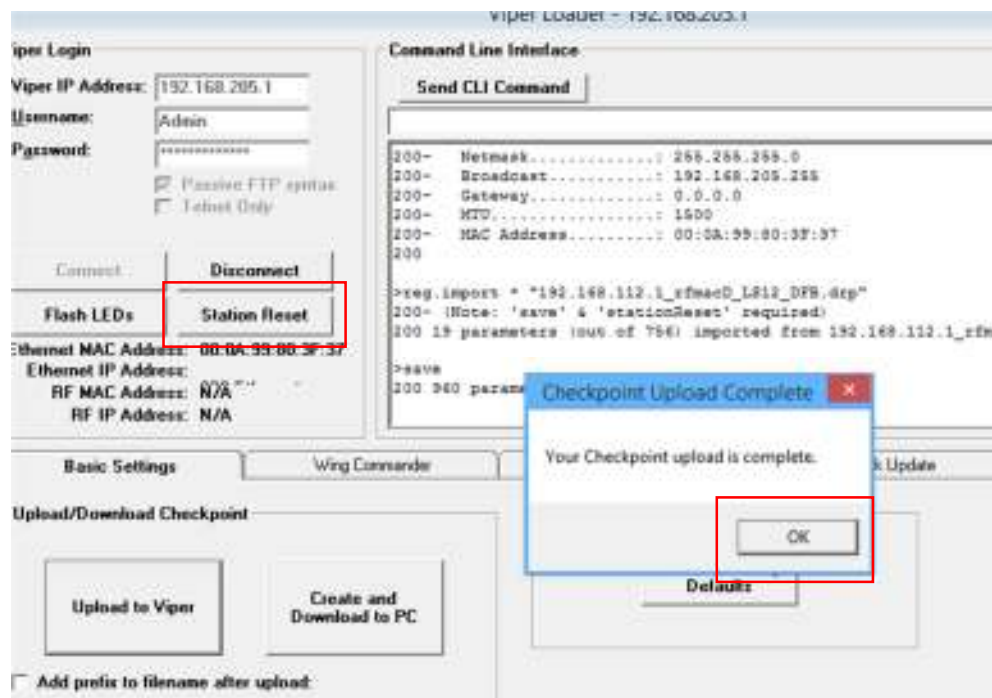 Viper Loader - 192.168.205.1
iper Login
Viper IP Address: 192.168.205.1
Username: Admin
Password: *************
Passive FTP syntax
Telnet Only
Connect
Disconnect
Flash LEDs
Station Reset
Ethernet MAC Address: 00:0A:99:80:3F:37
Ethernet IP Address:
RF MAC Address: N/A
RF IP Address: N/A
Command Line Interface
Send CLI Command
200- Netmask.............: 255.255.255.0
200- Broadcast...........: 192.168.205.255
200- Gateway.............: 0.0.0.0
200- MTU.................: 1500
200- MAC Address.........: 00:0A:99:80:3F:37
200
>reg.import * "192.168.112.1_rfmacD_L812_DFB.drp"
200- (Note: 'save' & 'stationReset' required)
200 19 parameters (out of 756) imported from 192.168.112.1_rfm
>save
200 960 parame
Checkpoint Upload Complete
Your Checkpoint upload is complete.
OK
Basic Settings
Wing Commander
k Update
Upload/Download Checkpoint
Upload to Viper
Create and
Download to PC
Defaults
Add prefix to filename after upload: